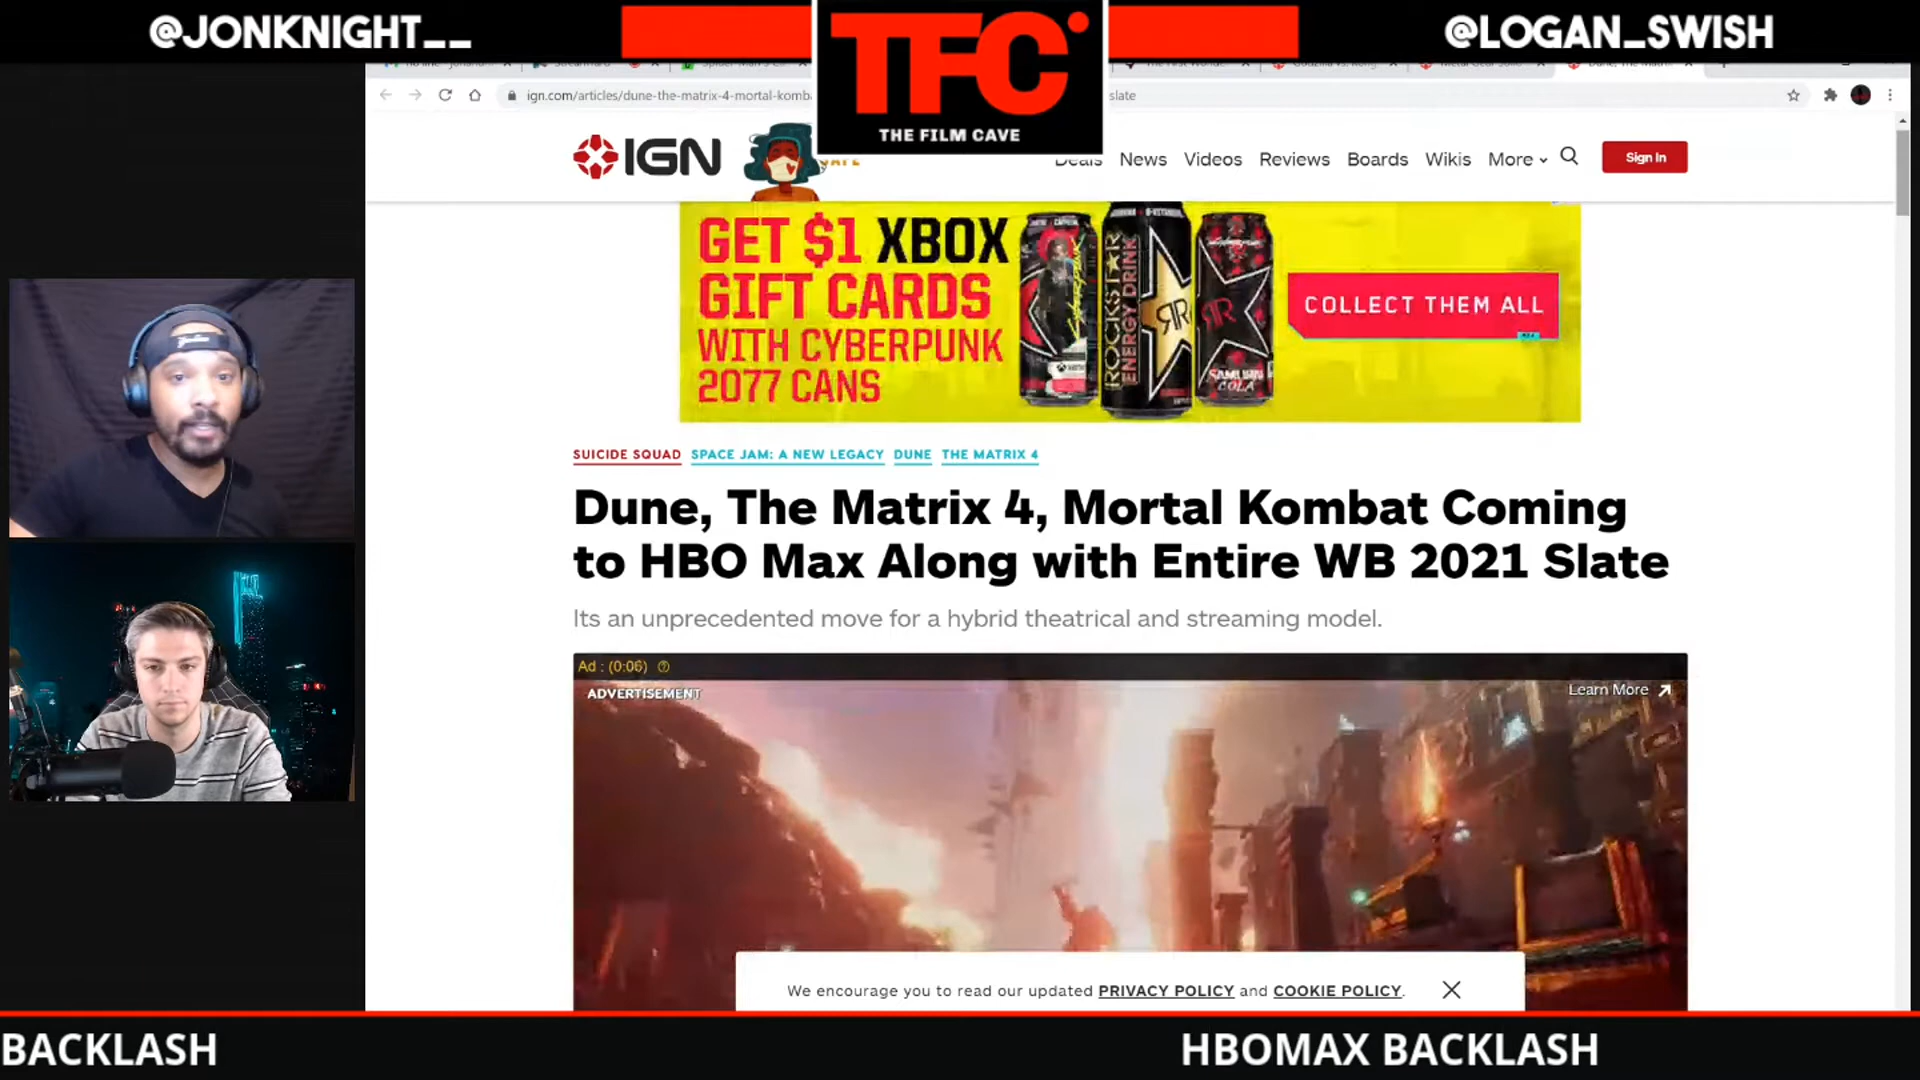 @JONKNIGHT__
TFC
THE FILM CAVE
@LOGAN_SWISH
ign.com/articles/dune-the-matrix-4-mortal-komba
slate
IGN
Deals
News
Videos
Reviews
Boards
Wikis
More
Sign In
GET $1 XBOX
GIFT CARDS
WITH CYBERPUNK
2077 CANS
ROCKSTAR
ENERGY DRINK
SAMURAI
COLA
COLLECT THEM ALL
SUICIDE SQUAD
SPACE JAM: A NEW LEGACY
DUNE
THE MATRIX 4
Dune, The Matrix 4, Mortal Kombat Coming
to HBO Max Along with Entire WB 2021 Slate
Its an unprecedented move for a hybrid theatrical and streaming model.
Ad : (0:06)
ADVERTISEMENT
Learn More
We encourage you to read our updated PRIVACY POLICY and COOKIE POLICY.
BACKLASH
HBOMAX BACKLASH